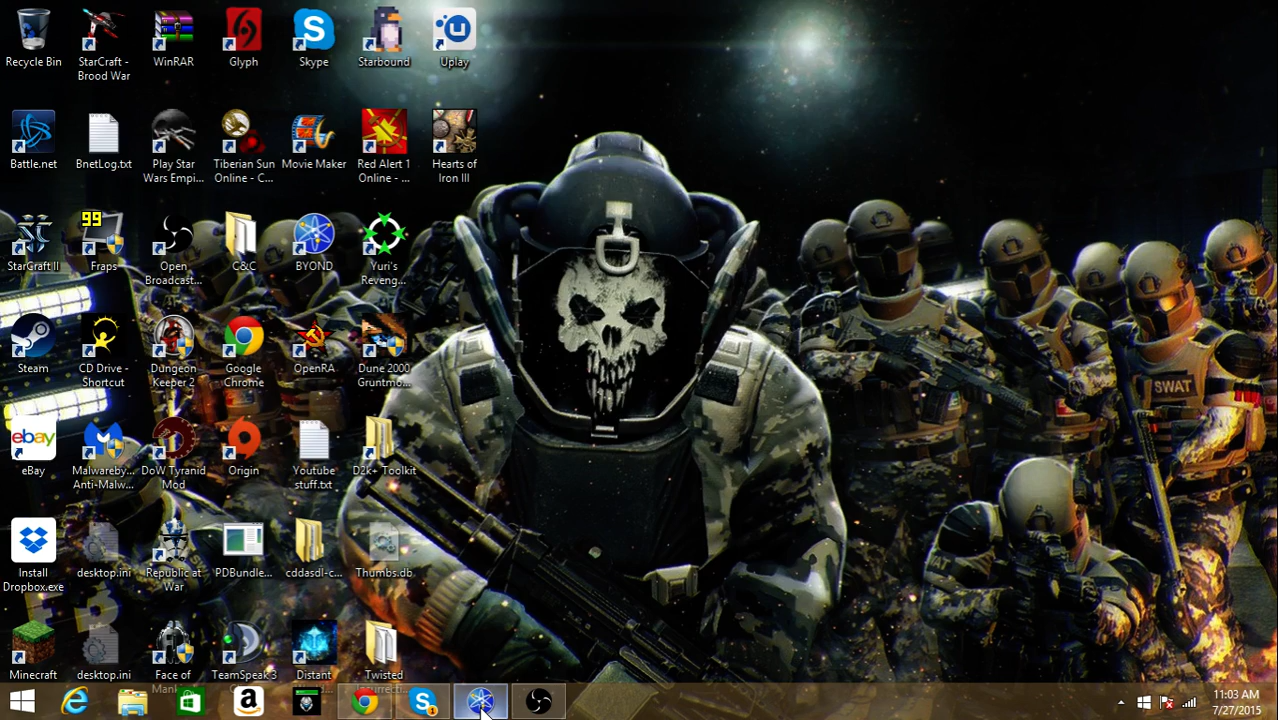 Recycle Bin
StarCraft -
Brood War
WinRAR
Glyph
Skype
Starbound
Uplay
Battle.net
BnetLog.txt
Play Star
Wars Empi...
Tiberian Sun
Online - C...
Movie Maker
Red Alert 1
Online - ...
Hearts of
Iron III
StarCraft II
99
Fraps
Open
Broadcast...
C&C
BYOND
Yuri's
Reveng...
Steam
CD Drive -
Shortcut
Dungeon
Keeper 2
Google
Chrome
OpenRA
Dune 2000
Gruntmo...
SWAT
ebay
eBay
Malwareby...
Anti-Malw...
DoW Tyranid
Mod
Origin
Youtube
stuff.txt
D2k+ Toolkit
Install
Dropbox.exe
desktop.ini
Republic at
War
PDBundle...
cddasdl-c...
Thumbs.db
Minecraft
desktop.ini
Face of
TeamSpeak 3
Distant
Twisted
Insurrecti...
11:03 AM
7/27/2015